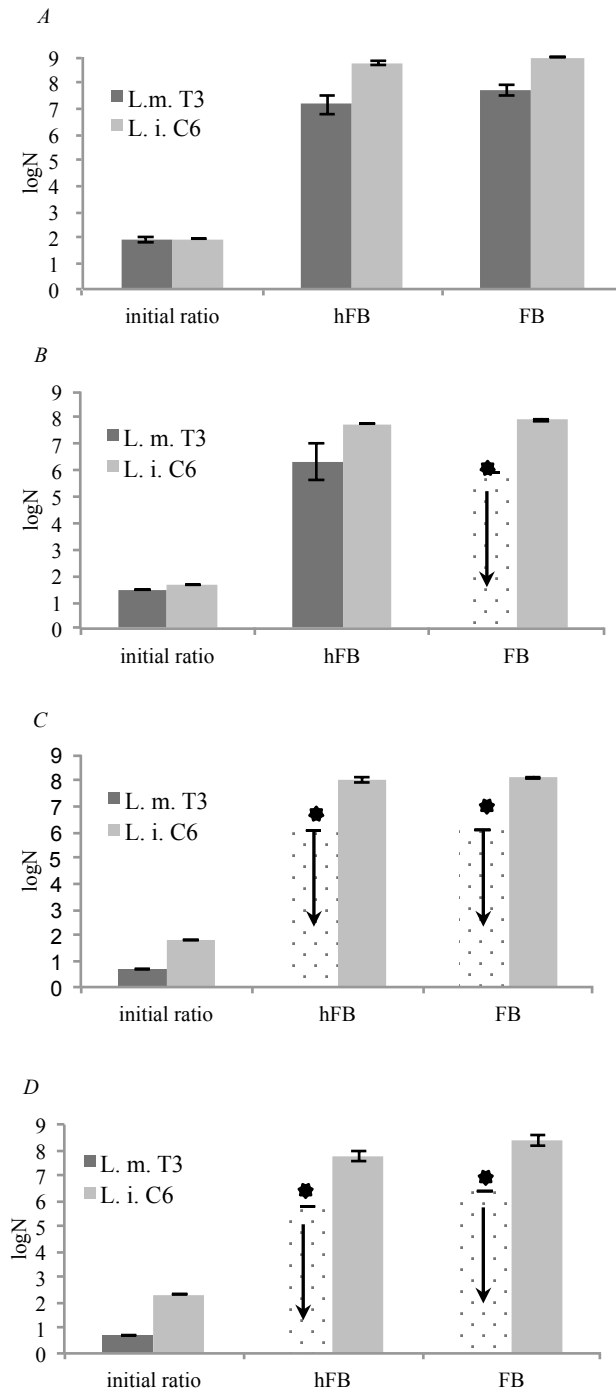 A
9
8
7
6
5
4
3
2
1
0
logN
L.m. T3
L. i. C6
initial ratio hFB FB
B
9
8
7
6
5
4
3
2
1
0
logN
L. m. T3
L. i. C6
initial ratio hFB FB
C
9
8
7
6
5
4
3
2
1
0
logN
L. m. T3
L. i. C6
initial ratio hFB FB
D
9
8
7
6
5
4
3
2
1
0
logN
L. m. T3
L. i. C6
initial ratio hFB FB